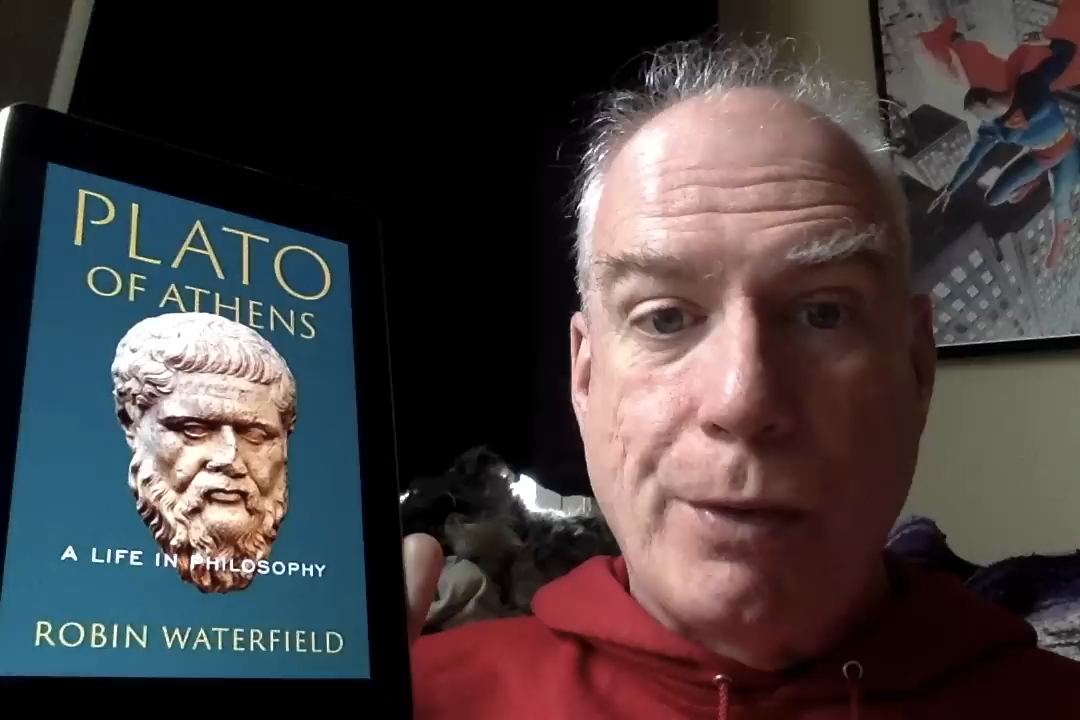 PLATO
OF ATHENS
A LIFE IN PHILOSOPHY
ROBIN WATERFIELD